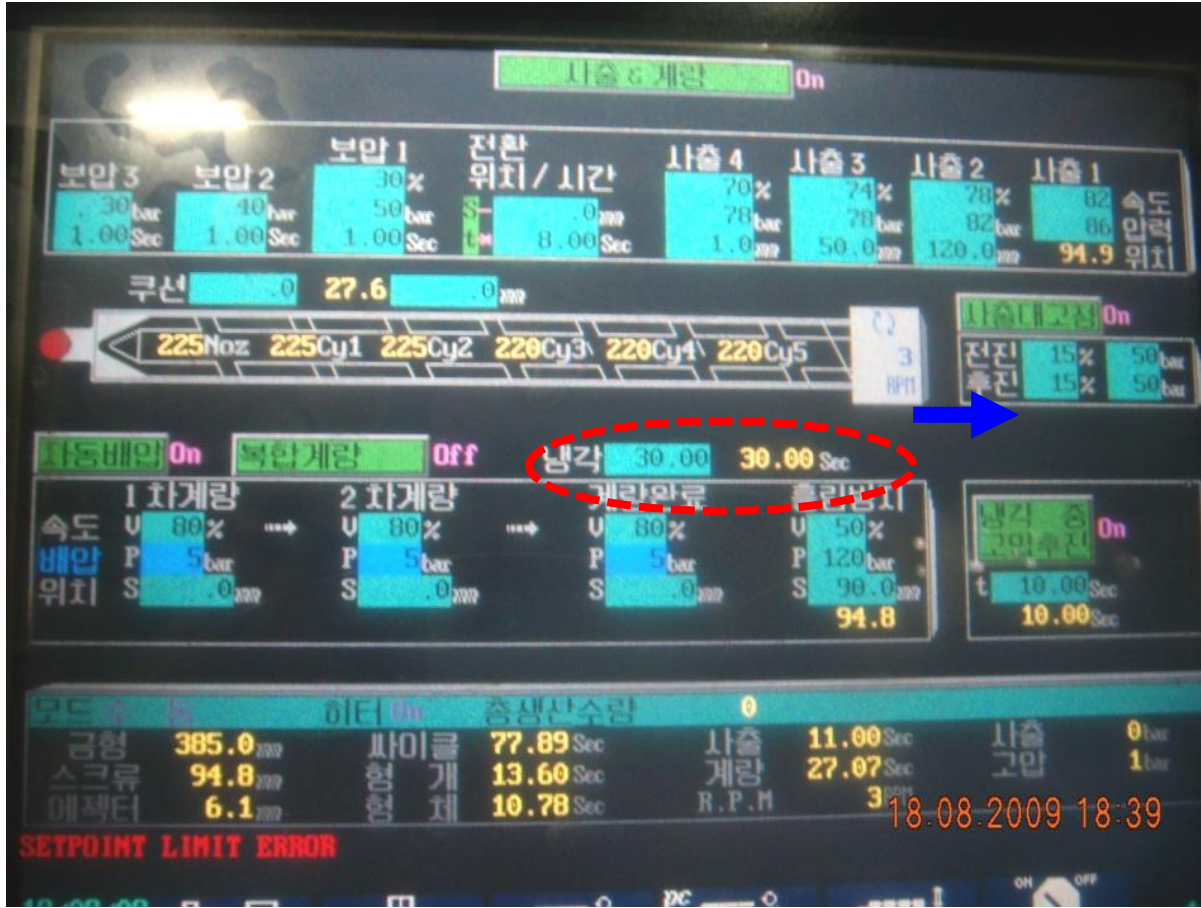 사출 & 계량 On
보압 3 보압 2 보압 1 전환 위치 / 시간 사출 4 사출 3 사출 2 사출 1
30% 70% 74% 78% 82 속도
30 bar 40 bar 50 bar S .0 mm 78 bar 78 bar 82 bar 86 압력
1.00 Sec 1.00 Sec 1.00 Sec t 8.00 Sec 1.0 mm 50.0 mm 120.0 mm 94.9 위치
쿠션 .0 27.6 .0 mm
사출대고정 On
225 Noz 225 Cy1 225 Cy2 220 Cy3 220 Cy4 220 Cy5 3 RPM
전진 15% 50 bar
후진 15% 50 bar
자동배압 On 복합계량 Off 냉각 30.00 30.00 Sec
1 차계량 2 차계량 계량완료 흘림방지
속도 V 80% V 80% V 80% V 50%
배압 P 5 bar P 5 bar P 5 bar P 120 bar
위치 S .0 mm S .0 mm S .0 mm S 90.0 mm
94.8
냉각 중 고압후진 On
t 10.00 Sec
10.00 Sec
모드 수 동 히터 On 총생산수량 0
금형 385.0 mm 싸이클 77.89 Sec 사출 11.00 Sec 사출 0 bar
스크류 94.8 mm 형 개 13.60 Sec 계량 27.07 Sec 고압 1 bar
에젝터 6.1 mm 형 체 10.78 Sec R.P.M 3 RPM
18.08.2009 18:39
SETPOINT LIMIT ERROR
pc ON OFF